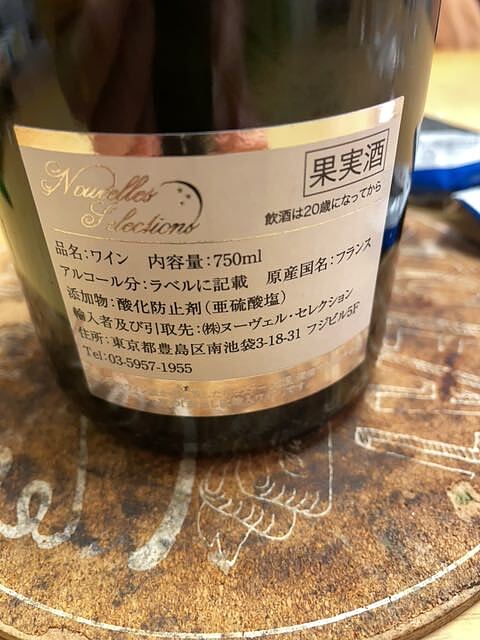 Nouvelles
Selections
果実酒
飲酒は20歳になってから
品名:ワイン 内容量:750ml
アルコール分:ラベルに記載 原産国名:フランス
添加物:酸化防止剤(亜硫酸塩)
輸入者及び引取先:㈱ヌーヴェル・セレクション
住所:東京都豊島区南池袋3-18-31 フジビル5F
Tel:03-5957-1955